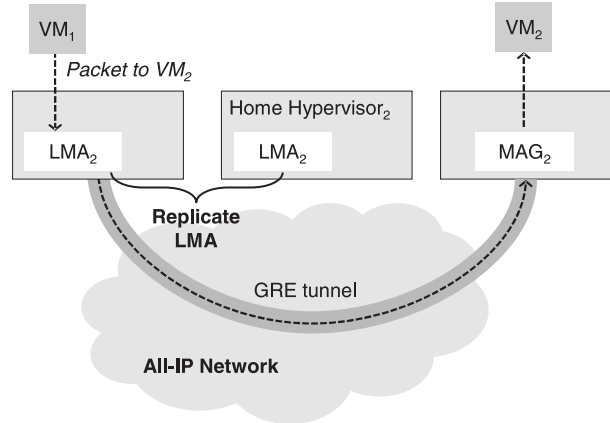 VM1
VM2
Packet to VM2
Home Hypervisor2
LMA2
LMA2
MAG2
Replicate
LMA
GRE tunnel
All-IP Network